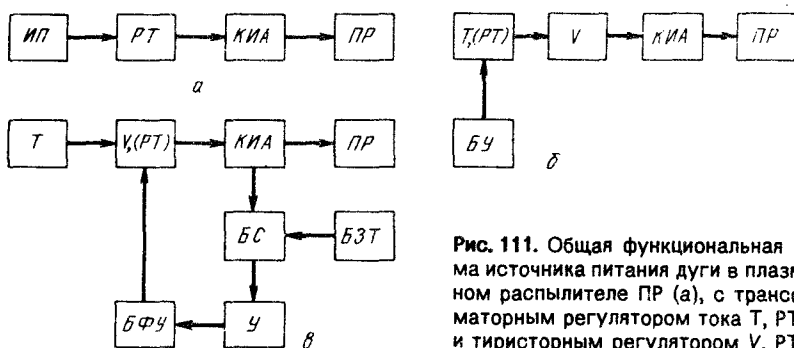 ИП РТ КИА ПР
а
Т,(РТ) V КИА ПР
БУ
б
Т V,(РТ) КИА ПР
БС БЗТ
БФУ У
в
Рис. 111. Общая функциональная
ма источника питания дуги в плазм
ном распылителе ПР (а), с трансс
маторным регулятором тока Т, РТ
и тиристорным регулятором V, РТ